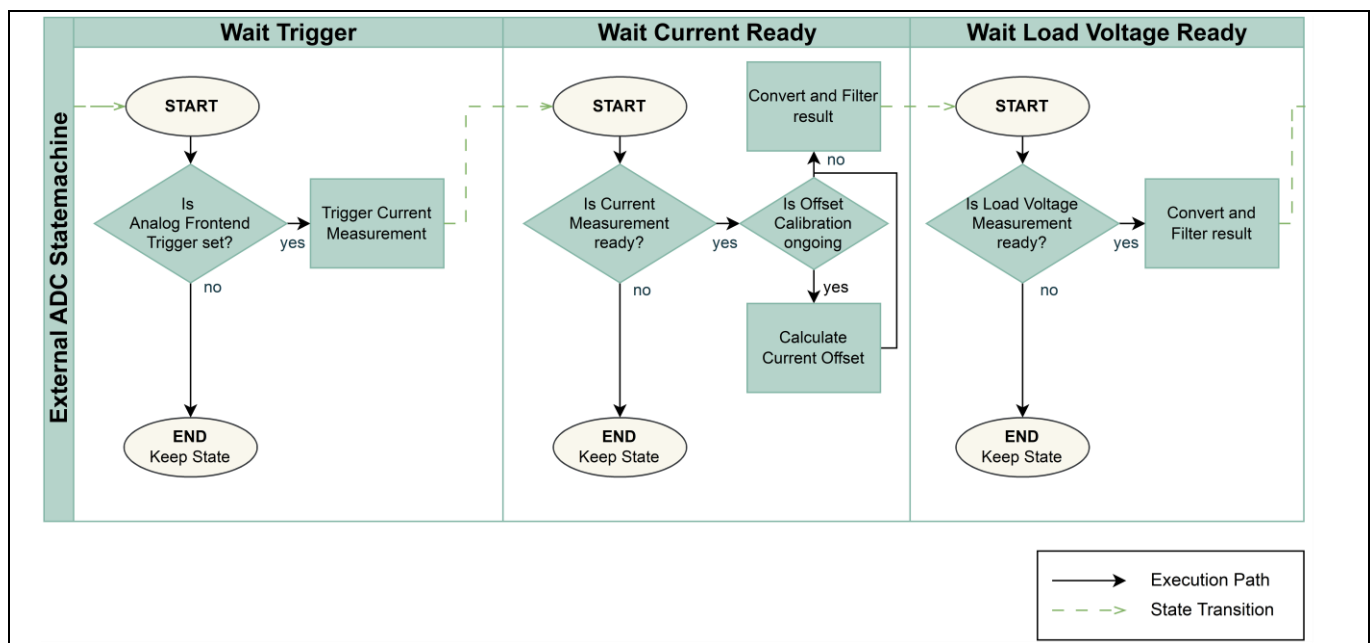 External ADC Statemachine
Wait Trigger
START
Is
Analog Frontend
Trigger set?
yes
no
Trigger Current
Measurement
END
Keep State
Wait Current Ready
START
Is Current
Measurement
ready?
yes
no
Is Offset
Calibration
ongoing
no
yes
Convert and Filter
result
Calculate
Current Offset
END
Keep State
Wait Load Voltage Ready
START
Is Load Voltage
Measurement
ready?
yes
no
Convert and
Filter result
END
Keep State
Execution Path
State Transition